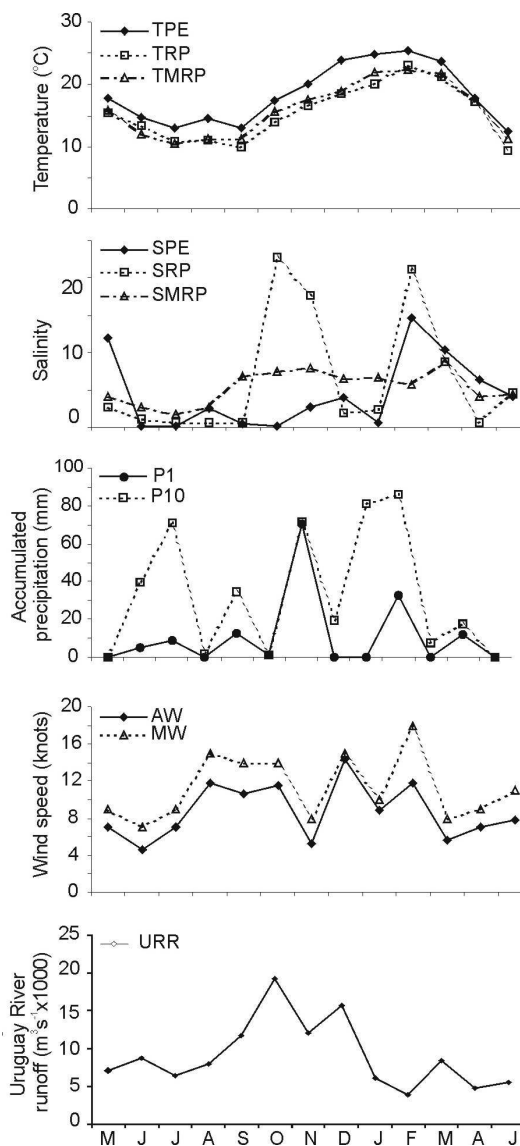 30
20
10
0
Temperature (°C)
TPE
TRP
TMRP
20
10
0
Salinity
SPE
SRP
SMRP
100
80
60
40
20
0
Accumulated
precipitation (mm)
P1
P10
20
16
12
8
4
0
Wind speed (knots)
AW
MW
25
20
15
10
5
0
Uruguay River
runoff (m³s⁻¹x1000)
URR
M J J A S O N D J F M A J